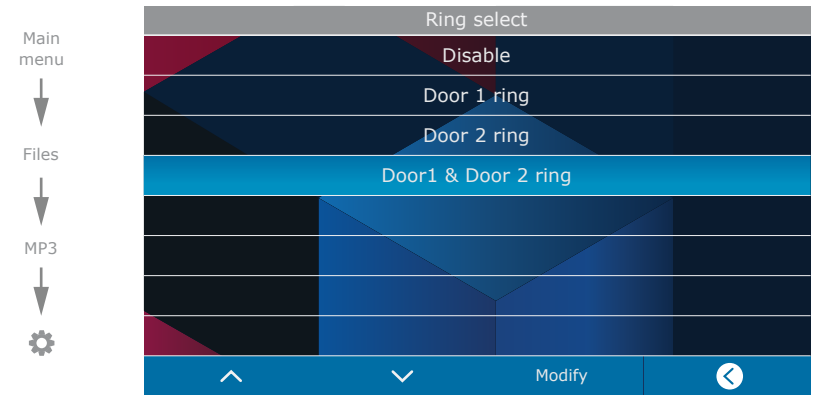 Main
menu
Files
MP3
Ring select
Disable
Door 1 ring
Door 2 ring
Door1 & Door 2 ring
Modify